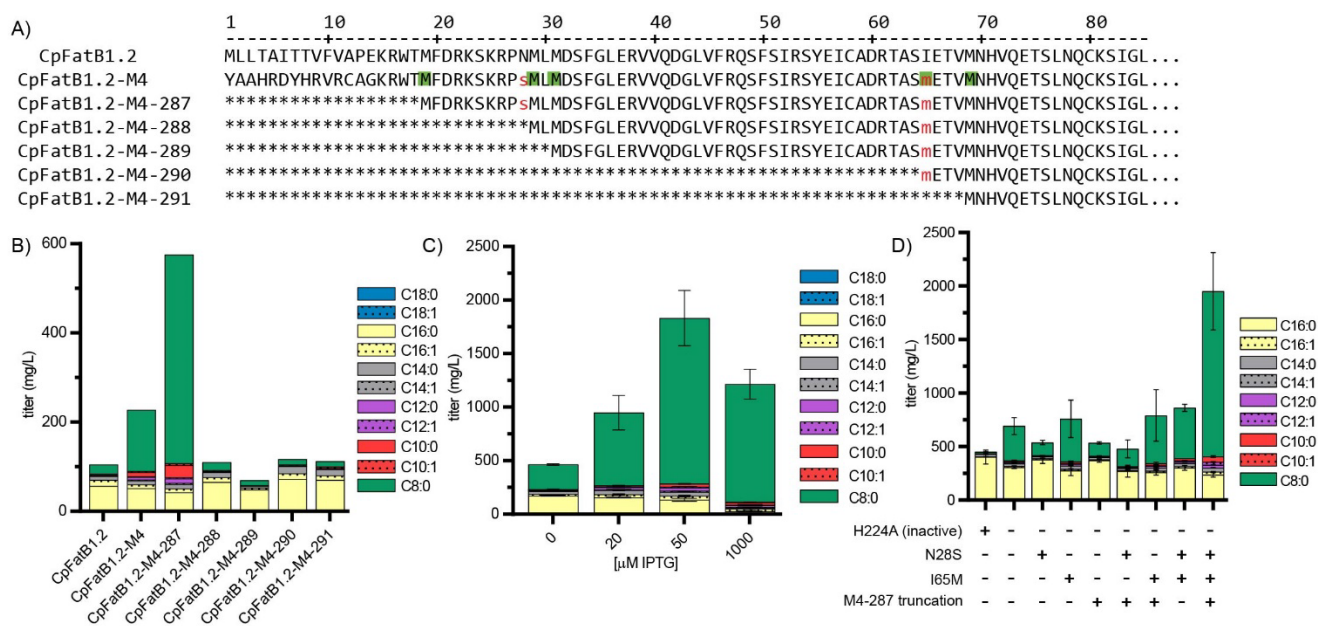 A)
1 10 20 30 40 50 60 70 80
CpFatB1.2 MLLTAITTVFVAPEKRWTMFDRKSKRPNMLMDSFGLERVVQDGLVFRQSFSIRSYEICADRTASIETVMNHVQETSLNQCKSIGL...
CpFatB1.2-M4 YAAHRDYHRVRCAGKRWTMFDRKSKRPsMLMDSFGLERVVQDGLVFRQSFSIRSYEICADRTASmETVMNHVQETSLNQCKSIGL...
CpFatB1.2-M4-287 ******************MFDRKSKRPsMLMDSFGLERVVQDGLVFRQSFSIRSYEICADRTASmETVMNHVQETSLNQCKSIGL...
CpFatB1.2-M4-288 ****************************MLMDSFGLERVVQDGLVFRQSFSIRSYEICADRTASmETVMNHVQETSLNQCKSIGL...
CpFatB1.2-M4-289 ******************************MDSFGLERVVQDGLVFRQSFSIRSYEICADRTASmETVMNHVQETSLNQCKSIGL...
CpFatB1.2-M4-290 ****************************************************************mETVMNHVQETSLNQCKSIGL...
CpFatB1.2-M4-291 ********************************************************************MNHVQETSLNQCKSIGL...
B)
titer (mg/L)
600
400
200
0
CpFatB1.2
CpFatB1.2-M4
CpFatB1.2-M4-287
CpFatB1.2-M4-288
CpFatB1.2-M4-289
CpFatB1.2-M4-290
CpFatB1.2-M4-291
C18:0
C18:1
C16:0
C16:1
C14:0
C14:1
C12:0
C12:1
C10:0
C10:1
C8:0
C)
titer (mg/L)
2500
2000
1500
1000
500
0
0 20 50 1000
[µM IPTG]
C18:0
C18:1
C16:0
C16:1
C14:0
C14:1
C12:0
C12:1
C10:0
C10:1
C8:0
D)
titer (mg/L)
2500
2000
1500
1000
500
0
C16:0
C16:1
C14:0
C14:1
C12:0
C12:1
C10:0
C10:1
C8:0
H224A (inactive) + - - - - - - - -
N28S - - + - - + - + +
I65M - - - + - - + + +
M4-287 truncation - - - - + + + - +